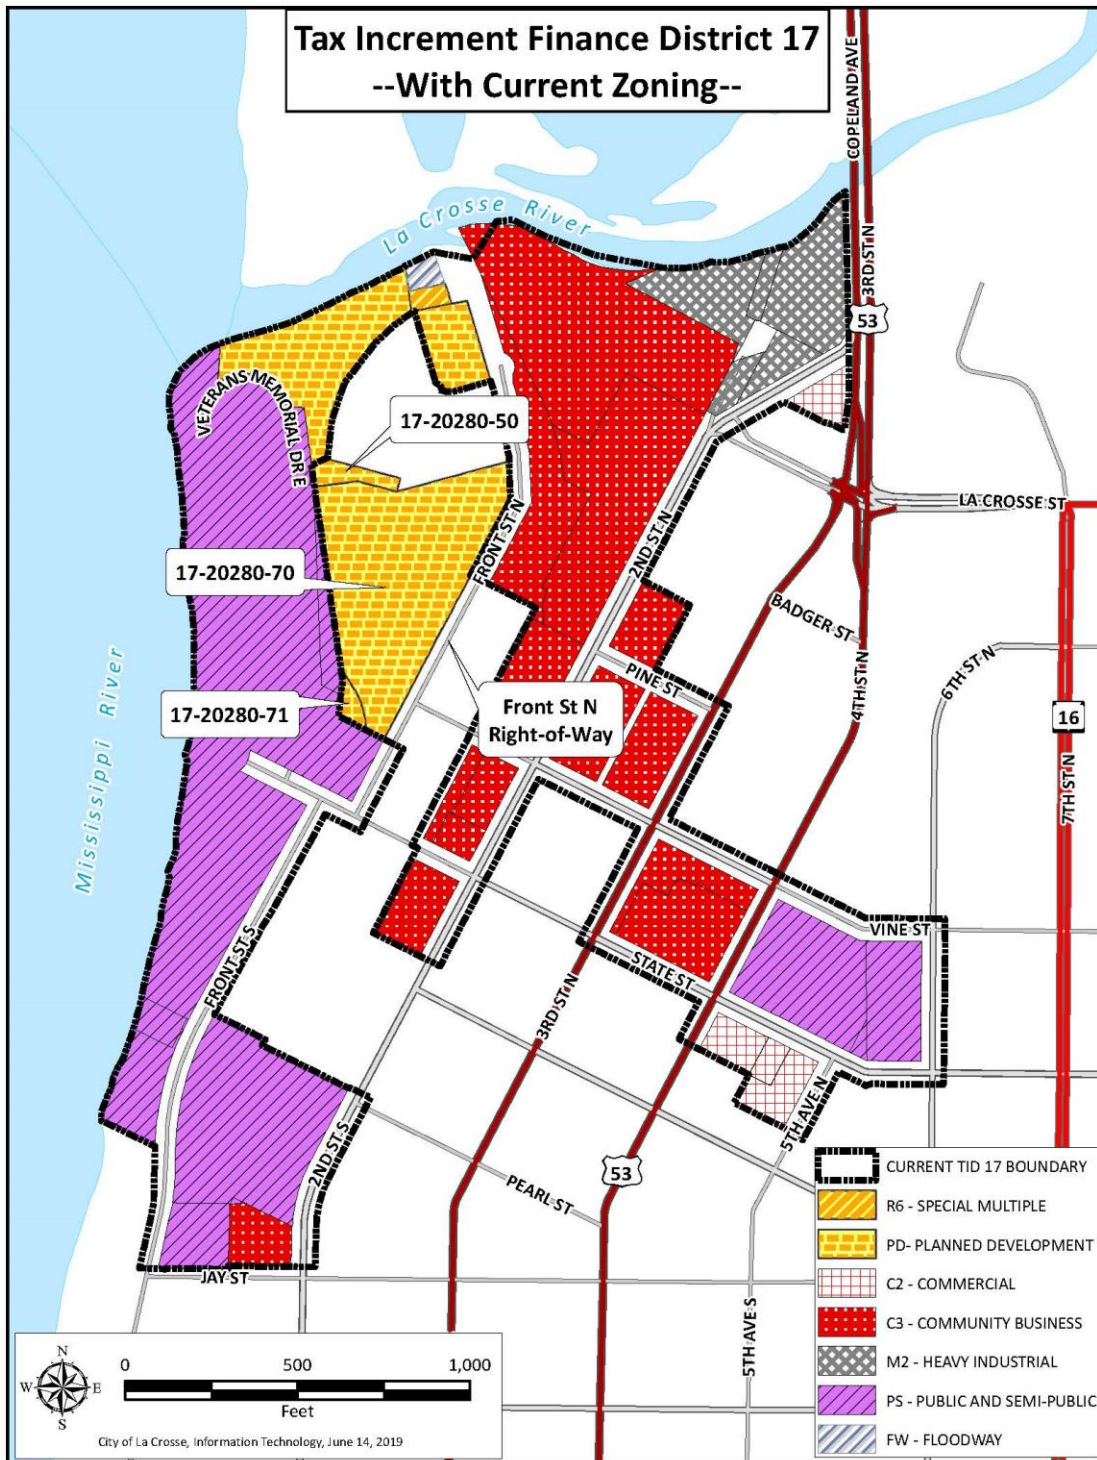 Tax Increment Finance District 17
--With Current Zoning--
COPELAND AVE
La Crosse River
3RD ST N
53
VETERANS MEMORIAL DR E
17-20280-50
LA CROSSE ST
FRONT ST N
2ND ST N
17-20280-70
BADGER ST
PINE ST
4TH ST N
6TH ST N
Mississippi River
17-20280-71
Front St N
Right-of-Way
16
7TH ST N
VINE ST
FRONT ST S
STATE ST
3RD ST N
5TH AVE N
2ND ST S
53
PEARL ST
JAY ST
5TH AVE S
CURRENT TID 17 BOUNDARY
R6 - SPECIAL MULTIPLE
PD- PLANNED DEVELOPMENT
C2 - COMMERCIAL
C3 - COMMUNITY BUSINESS
M2 - HEAVY INDUSTRIAL
PS - PUBLIC AND SEMI-PUBLIC
FW - FLOODWAY
N
W E
S
0 500 1,000
Feet
City of La Crosse, Information Technology, June 14, 2019